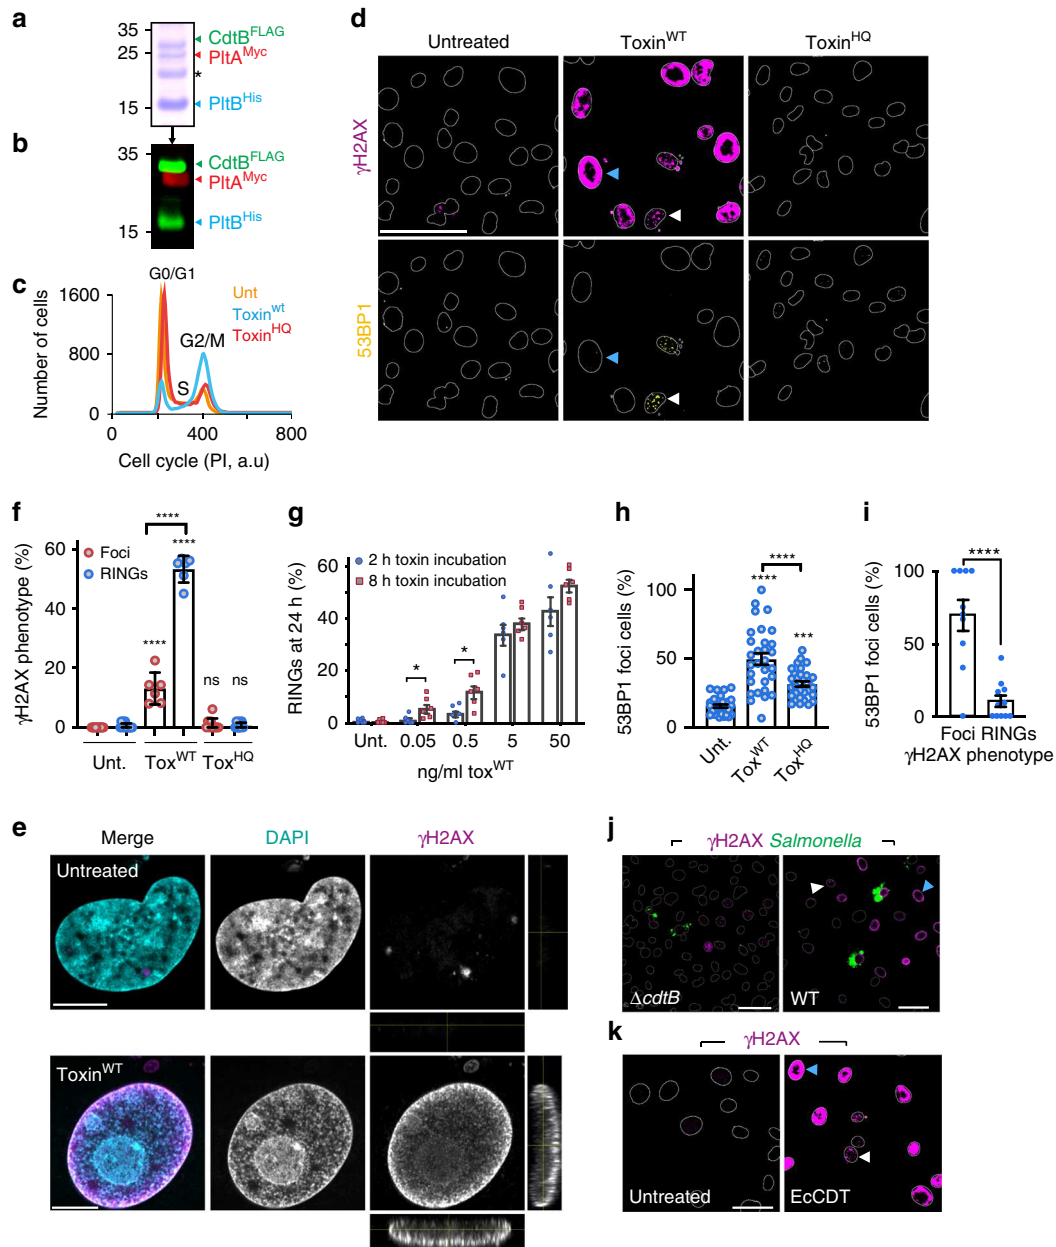 a
35
25
15
CdtB^FLAG
PltA^Myc
*
PltB^His
b
35
15
CdtB^FLAG
PltA^Myc
PltB^His
c
G0/G1
Unt
Toxin^wt
Toxin^HQ
G2/M
S
Number of cells
1600
800
0
0 400 800
Cell cycle (PI, a.u)
d
Untreated Toxin^WT Toxin^HQ
γH2AX
53BP1
f
γH2AX phenotype (%)
60
40
20
0
Foci
RINGs
****
****
****
ns ns
Unt. Tox^WT Tox^HQ
g
RINGs at 24 h (%)
80
60
40
20
0
2 h toxin incubation
8 h toxin incubation
*
*
Unt. 0.05 0.5 5 50
ng/ml tox^WT
h
53BP1 foci cells (%)
100
50
0
****
****
***
Unt. Tox^WT Tox^HQ
i
53BP1 foci cells (%)
100
50
0
****
Foci RINGs
γH2AX phenotype
e
Merge DAPI γH2AX
Untreated
Toxin^WT
j
γH2AX Salmonella
ΔcdtB WT
k
γH2AX
Untreated EcCDT